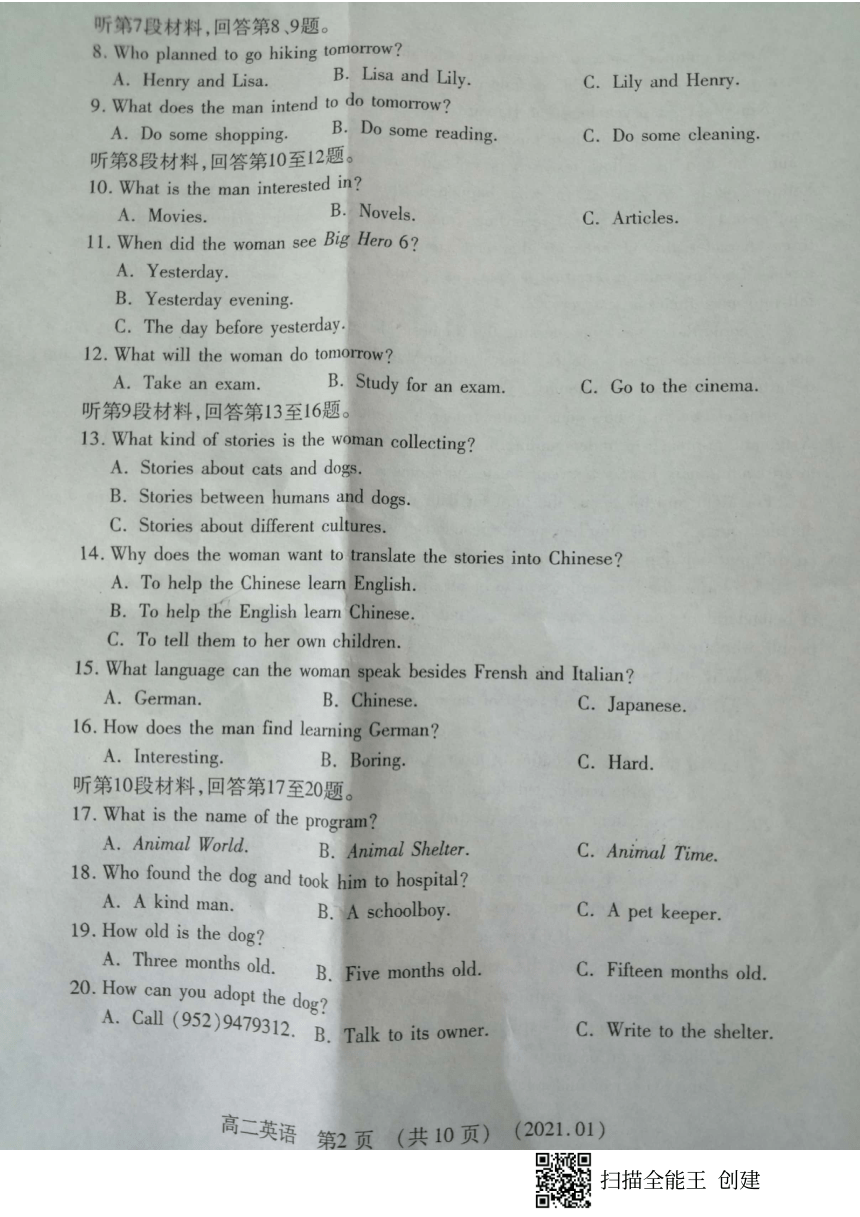 听第7段材料,回答第8、9题。
8. Who planned to go hiking tomorrow?
A. Henry and Lisa. B. Lisa and Lily. C. Lily and Henry.
9. What does the man intend to do tomorrow?
A. Do some shopping. B. Do some reading. C. Do some cleaning.
听第8段材料,回答第10至12题。
10. What is the man interested in?
A. Movies. B. Novels. C. Articles.
11. When did the woman see Big Hero 6?
A. Yesterday.
B. Yesterday evening.
C. The day before yesterday.
12. What will the woman do tomorrow?
A. Take an exam. B. Study for an exam. C. Go to the cinema.
听第9段材料,回答第13至16题。
13. What kind of stories is the woman collecting?
A. Stories about cats and dogs.
B. Stories between humans and dogs.
C. Stories about different cultures.
14. Why does the woman want to translate the stories into Chinese?
A. To help the Chinese learn English.
B. To help the English learn Chinese.
C. To tell them to her own children.
15. What language can the woman speak besides Frensh and Italian?
A. German. B. Chinese. C. Japanese.
16. How does the man find learning German?
A. Interesting. B. Boring. C. Hard.
听第10段材料,回答第17至20题。
17. What is the name of the program?
A. Animal World. B. Animal Shelter. C. Animal Time.
18. Who found the dog and took him to hospital?
A. A kind man. B. A schoolboy. C. A pet keeper.
19. How old is the dog?
A. Three months old. B. Five months old. C. Fifteen months old.
20. How can you adopt the dog?
A. Call (952)9479312. B. Talk to its owner. C. Write to the shelter.
高二英语 第2页 (共10页) (2021.01)
扫描全能王 创建